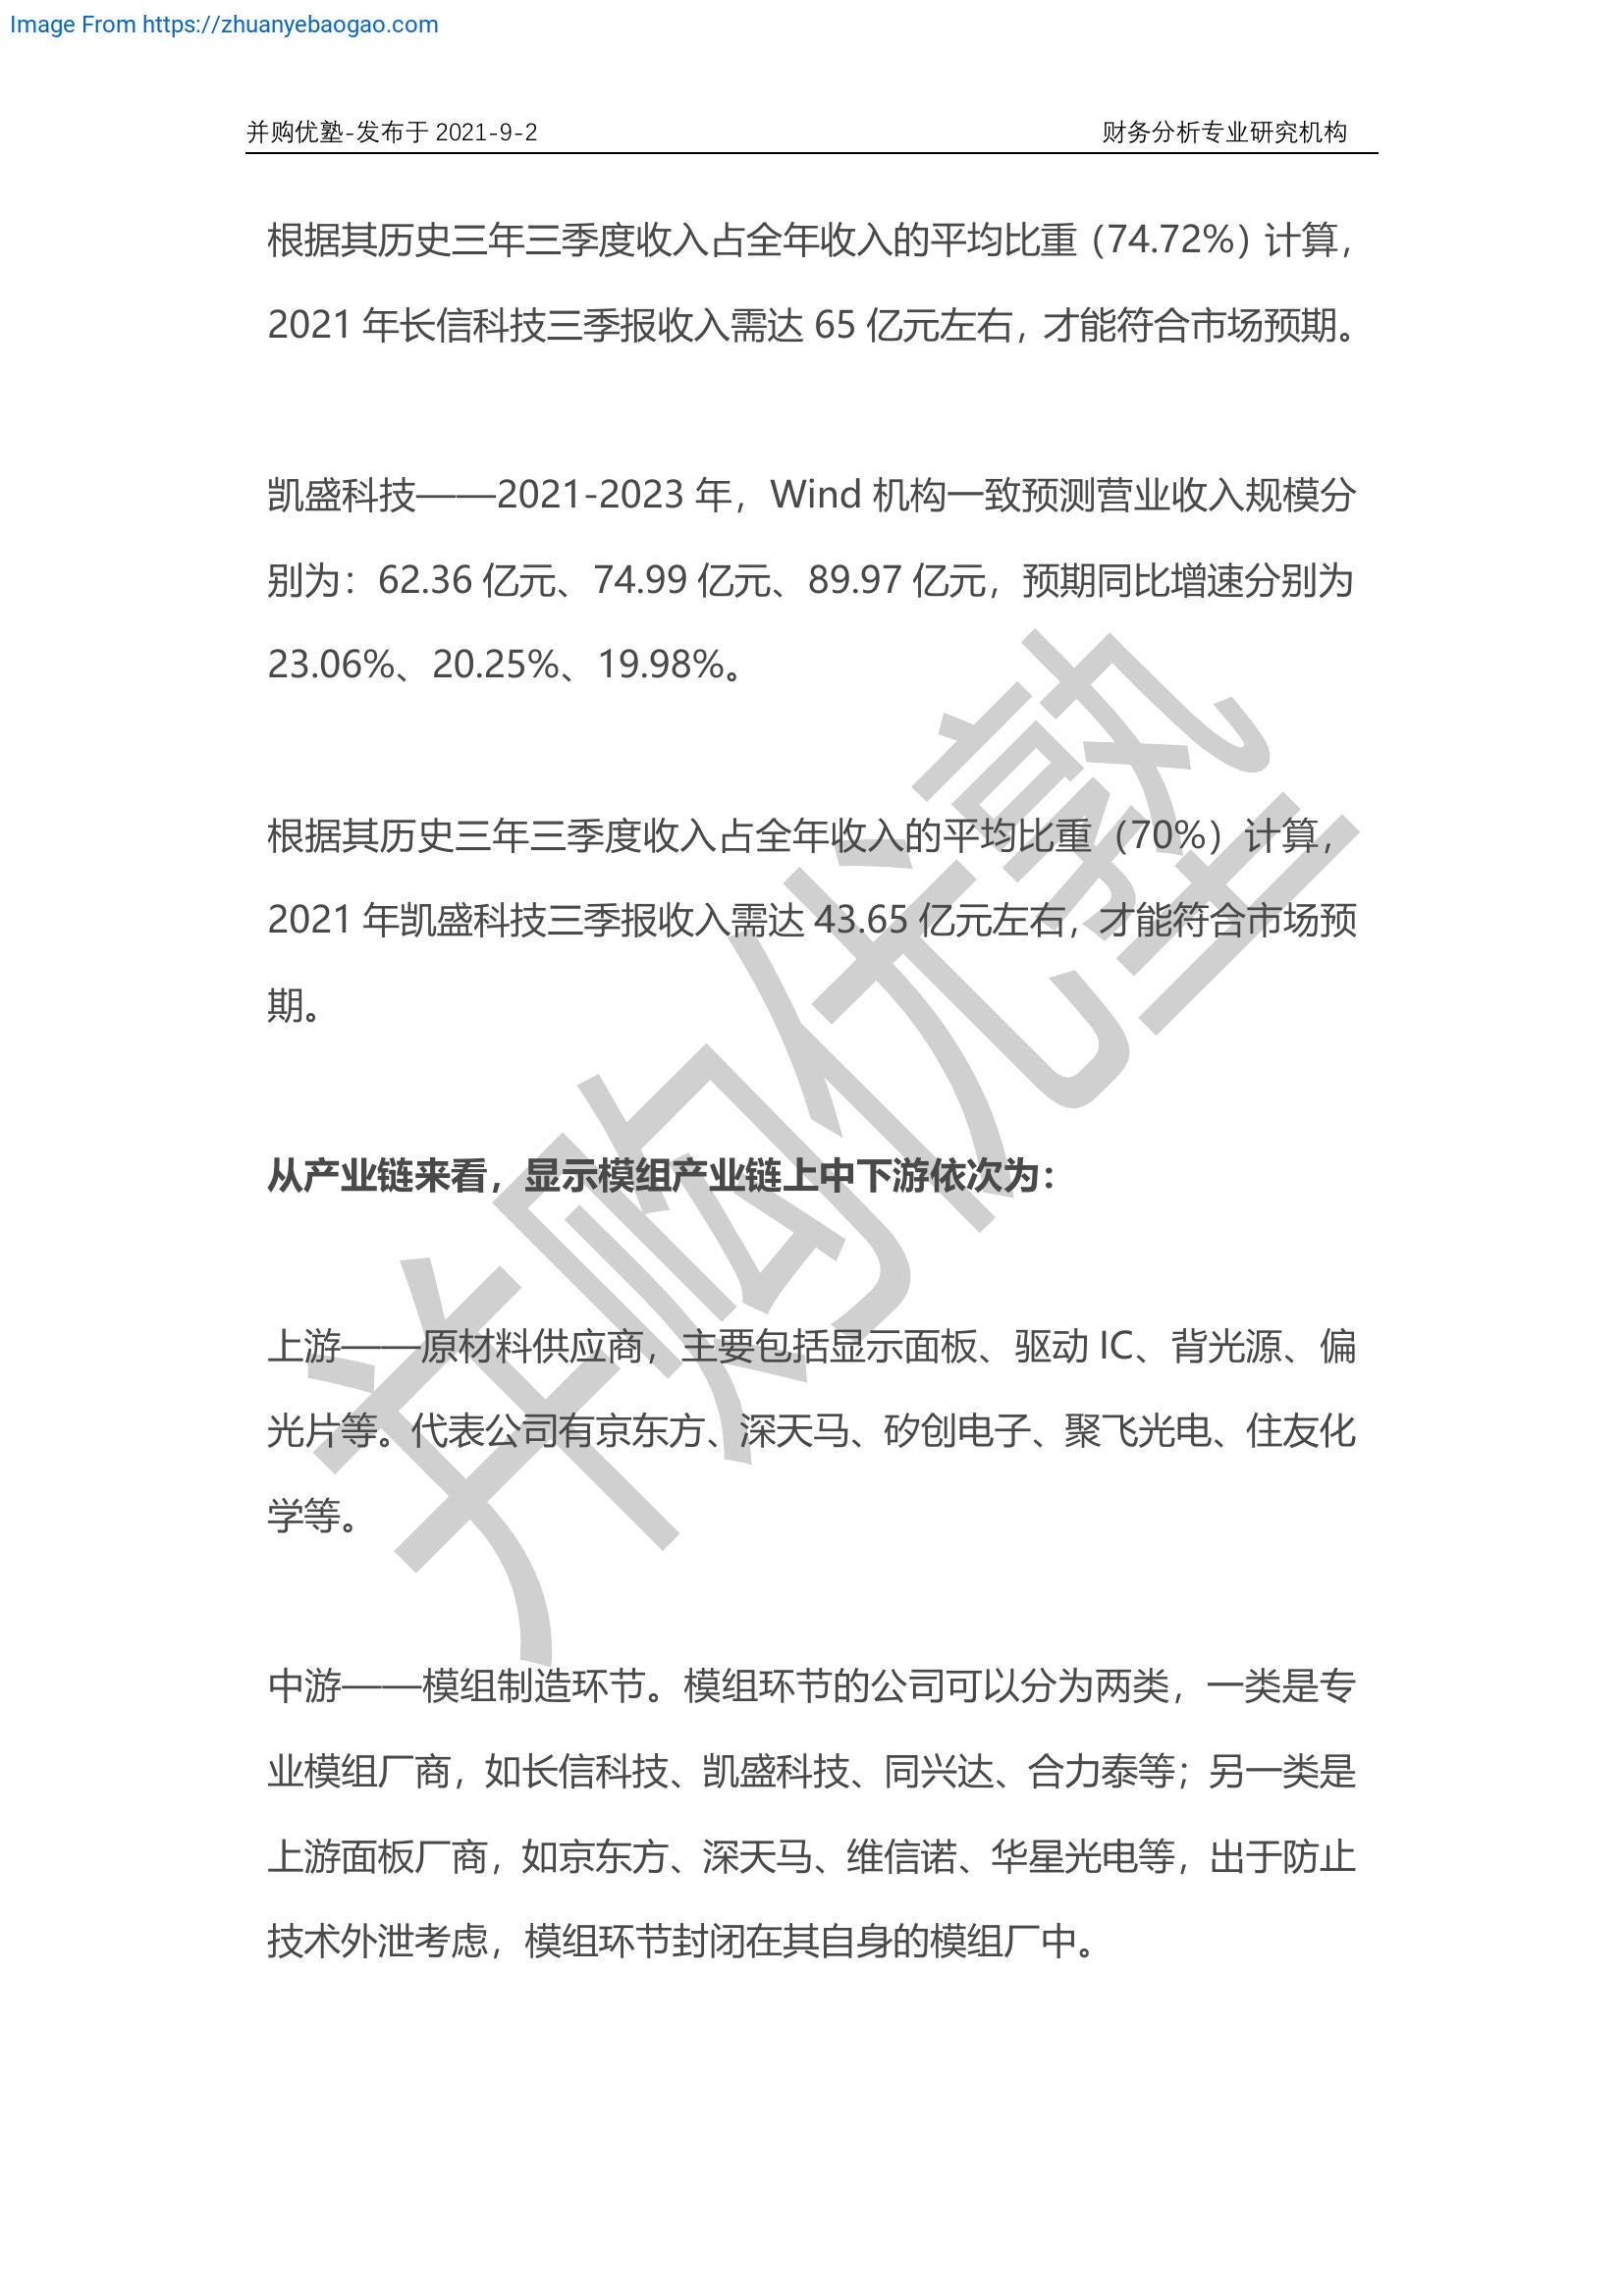 Image From https://zhuanyebaogao.com
并购优塾-发布于 2021-9-2 财务分析专业研究机构
根据其历史三年三季度收入占全年收入的平均比重（74.72%）计算，
2021 年长信科技三季报收入需达 65 亿元左右，才能符合市场预期。
凯盛科技——2021-2023 年，Wind 机构一致预测营业收入规模分
别为：62.36 亿元、74.99 亿元、89.97 亿元，预期同比增速分别为
23.06%、20.25%、19.98%。
根据其历史三年三季度收入占全年收入的平均比重（70%）计算，
2021 年凯盛科技三季报收入需达 43.65 亿元左右，才能符合市场预
期。
从产业链来看，显示模组产业链上中下游依次为：
上游——原材料供应商，主要包括显示面板、驱动 IC、背光源、偏
光片等。代表公司有京东方、深天马、矽创电子、聚飞光电、住友化
学等。
中游——模组制造环节。模组环节的公司可以分为两类，一类是专
业模组厂商，如长信科技、凯盛科技、同兴达、合力泰等；另一类是
上游面板厂商，如京东方、深天马、维信诺、华星光电等，出于防止
技术外泄考虑，模组环节封闭在其自身的模组厂中。
并购优塾